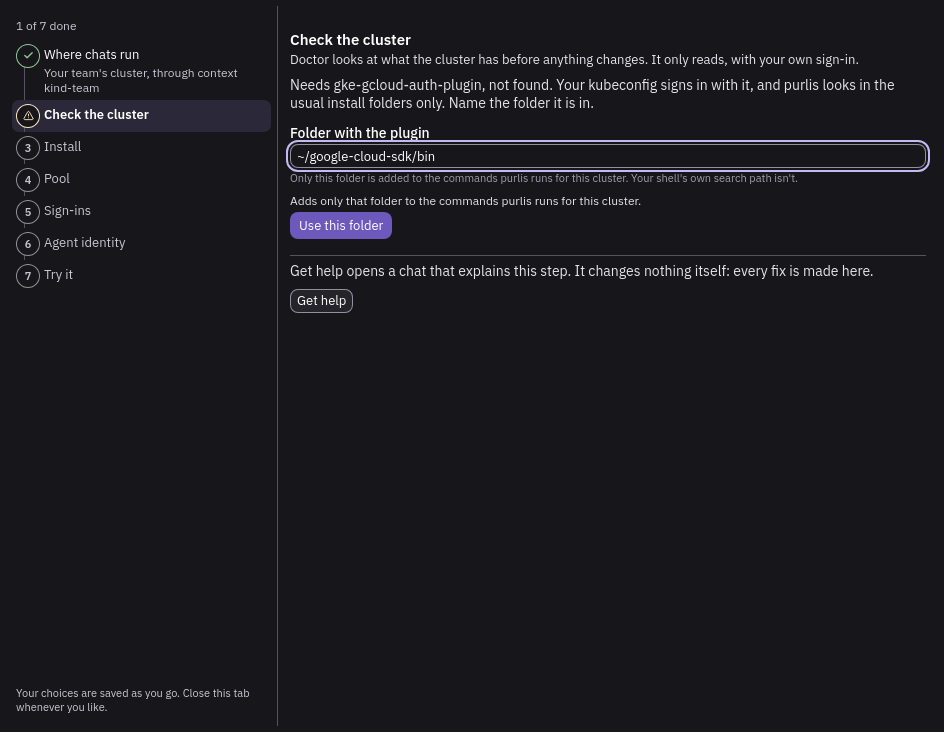 1 of 7 done
Where chats run
Your team's cluster, through context
kind-team
Check the cluster
3 Install
4 Pool
5 Sign-ins
6 Agent identity
7 Try it
Your choices are saved as you go. Close this tab
whenever you like.
Check the cluster
Doctor looks at what the cluster has before anything changes. It only reads, with your own sign-in.
Needs gke-gcloud-auth-plugin, not found. Your kubeconfig signs in with it, and purlis looks in the
usual install folders only. Name the folder it is in.
Folder with the plugin
~/google-cloud-sdk/bin
Only this folder is added to the commands purlis runs for this cluster. Your shell's own search path isn't.
Adds only that folder to the commands purlis runs for this cluster.
Use this folder
Get help opens a chat that explains this step. It changes nothing itself: every fix is made here.
Get help